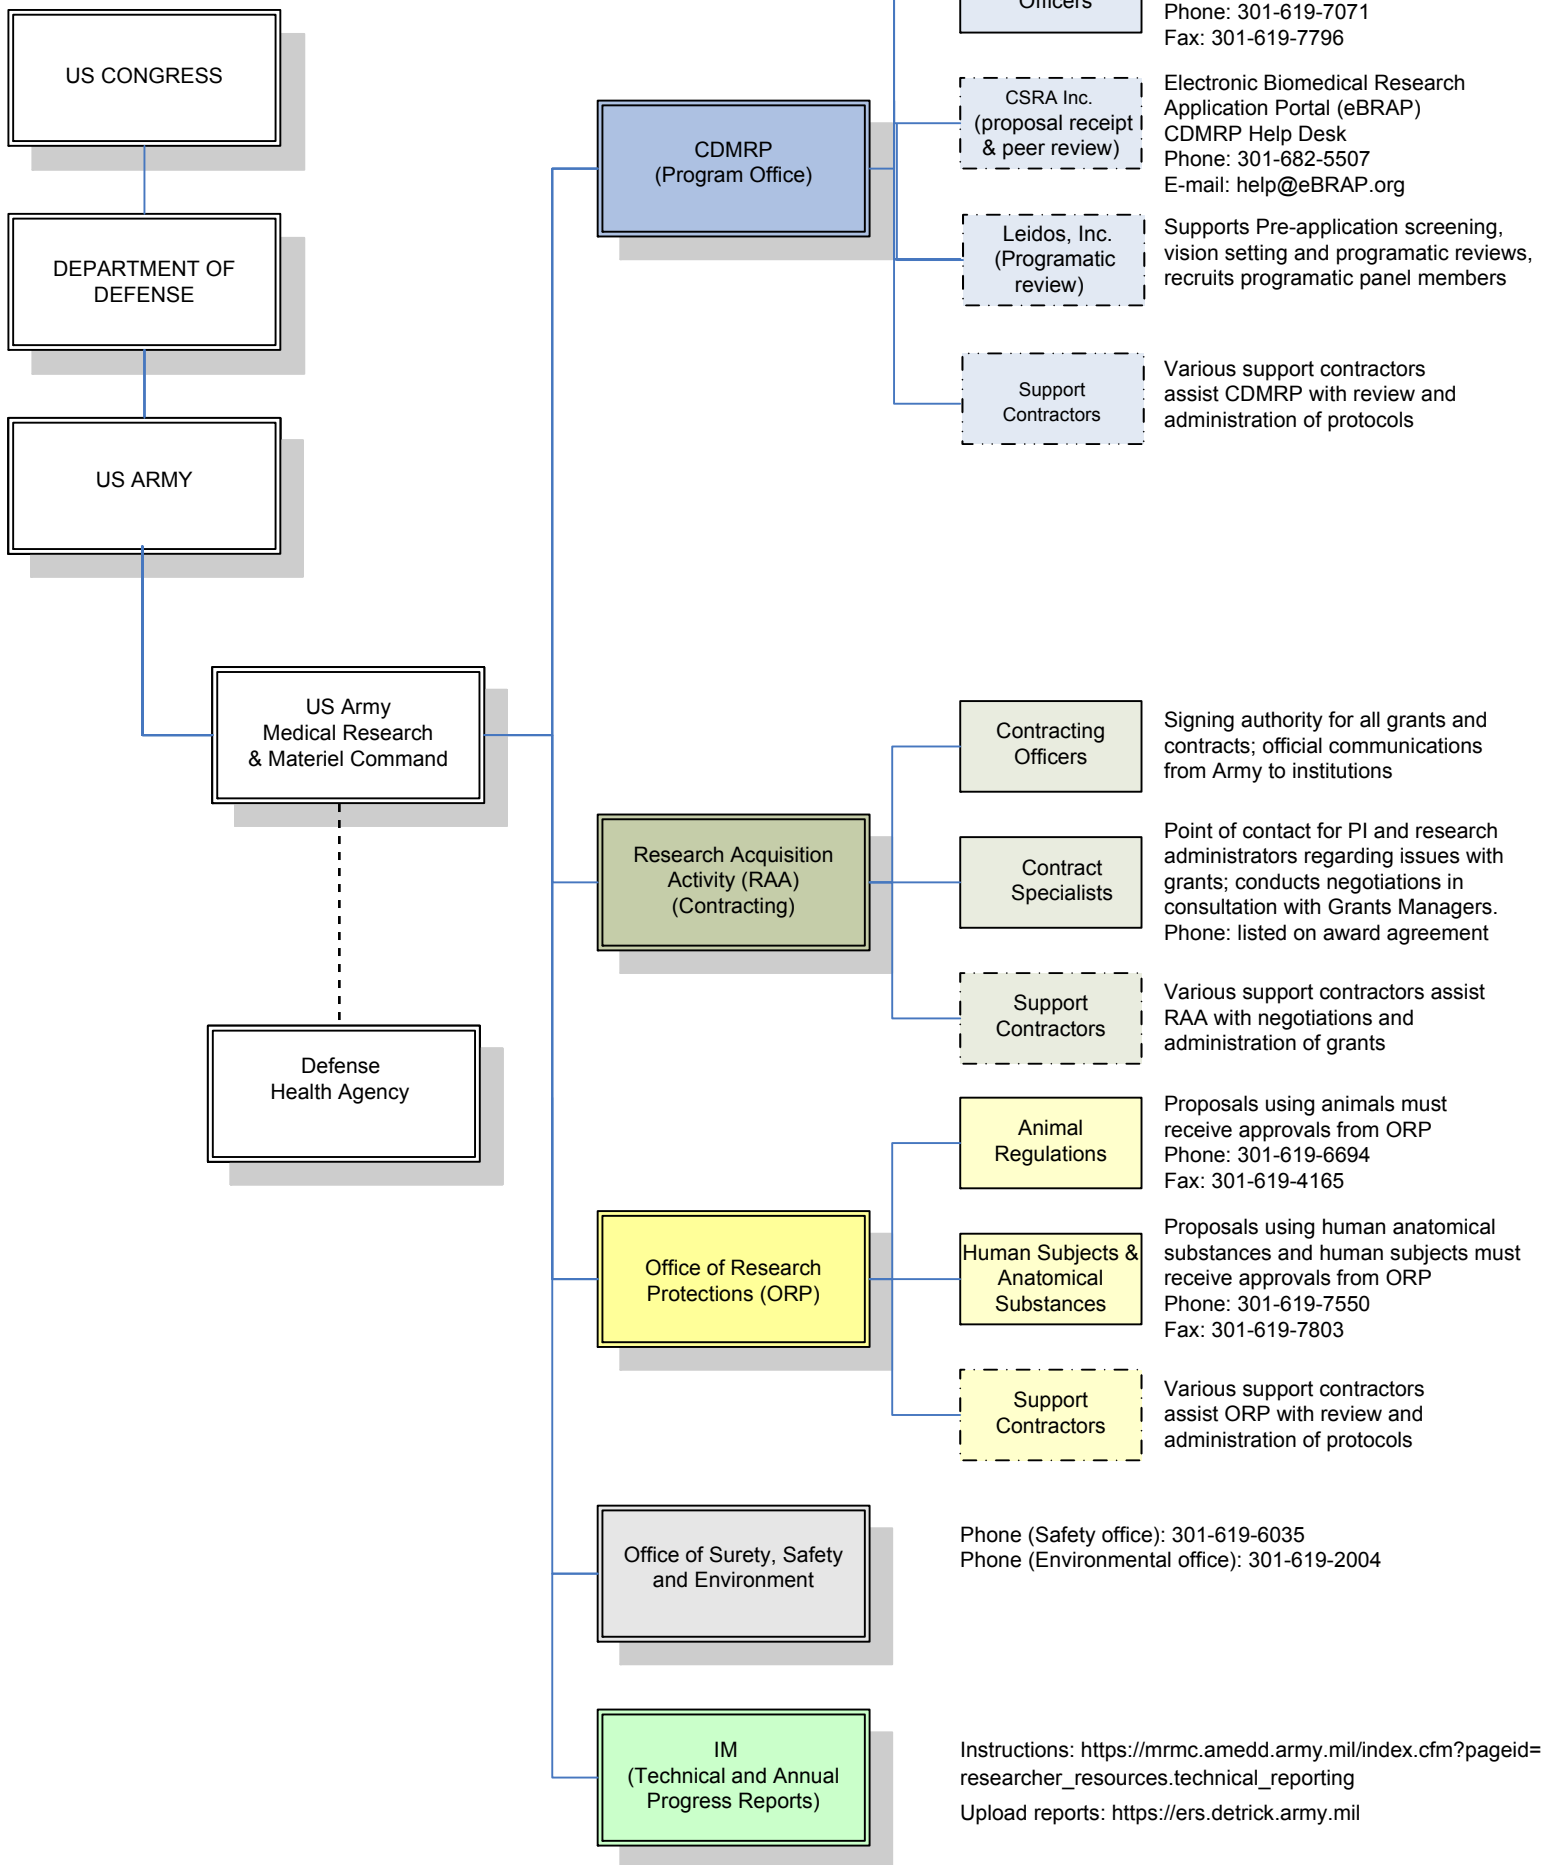 US CONGRESS
DEPARTMENT OF
DEFENSE
US ARMY
US Army
Medical Research
& Materiel Command
Defense
Health Agency
CDMRP
(Program Office)
Officers
Phone: 301-619-7071
Fax: 301-619-7796
CSRA Inc.
(proposal receipt
& peer review)
Electronic Biomedical Research
Application Portal (eBRAP)
CDMRP Help Desk
Phone: 301-682-5507
E-mail: help@eBRAP.org
Leidos, Inc.
(Programatic
review)
Supports Pre-application screening,
vision setting and programatic reviews,
recruits programatic panel members
Support
Contractors
Various support contractors
assist CDMRP with review and
administration of protocols
Research Acquisition
Activity (RAA)
(Contracting)
Contracting
Officers
Signing authority for all grants and
contracts; official communications
from Army to institutions
Contract
Specialists
Point of contact for PI and research
administrators regarding issues with
grants; conducts negotiations in
consultation with Grants Managers.
Phone: listed on award agreement
Support
Contractors
Various support contractors assist
RAA with negotiations and
administration of grants
Office of Research
Protections (ORP)
Animal
Regulations
Proposals using animals must
receive approvals from ORP
Phone: 301-619-6694
Fax: 301-619-4165
Human Subjects &
Anatomical
Substances
Proposals using human anatomical
substances and human subjects must
receive approvals from ORP
Phone: 301-619-7550
Fax: 301-619-7803
Support
Contractors
Various support contractors
assist ORP with review and
administration of protocols
Office of Surety, Safety
and Environment
Phone (Safety office): 301-619-6035
Phone (Environmental office): 301-619-2004
IM
(Technical and Annual
Progress Reports)
Instructions: https://mrmc.amedd.army.mil/index.cfm?pageid=
researcher_resources.technical_reporting
Upload reports: https://ers.detrick.army.mil